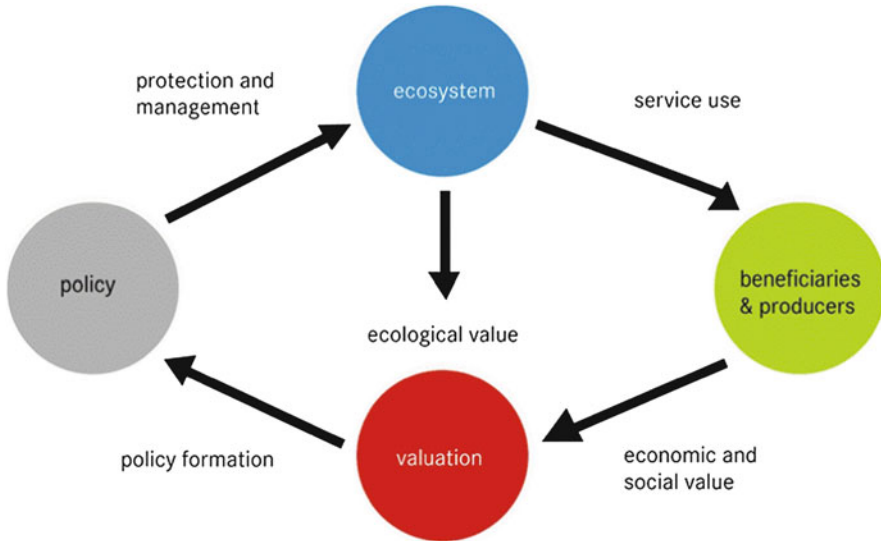 protection and
management
ecosystem
service use
policy
beneficiaries
& producers
ecological value
policy formation
valuation
economic and
social value